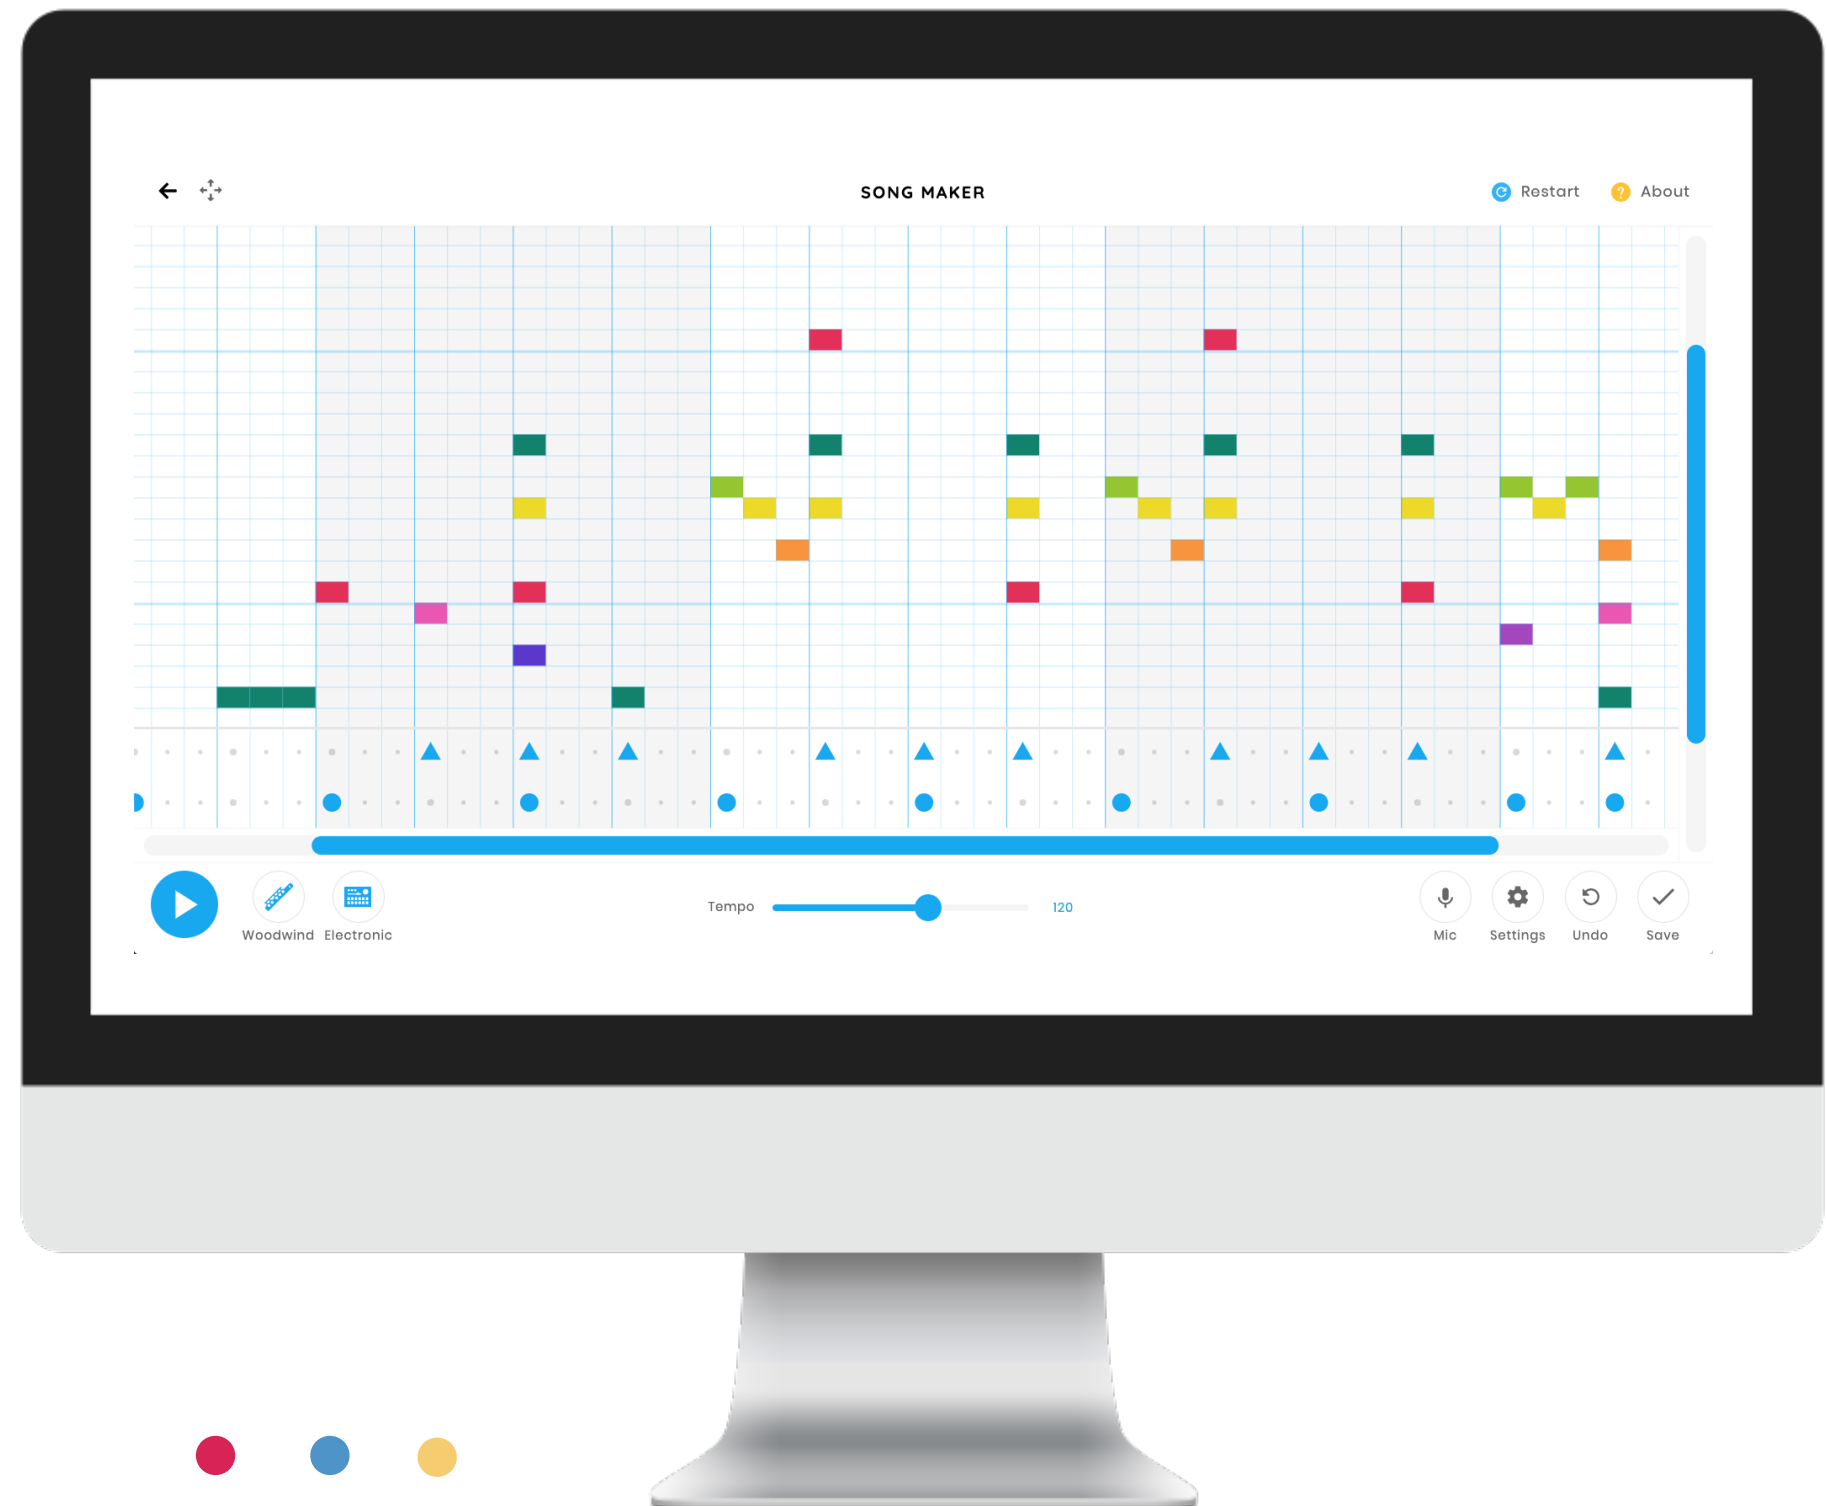 SONG MAKER
Restart
? About
Woodwind
Electronic
Tempo
120
Mic
Settings
Undo
Save